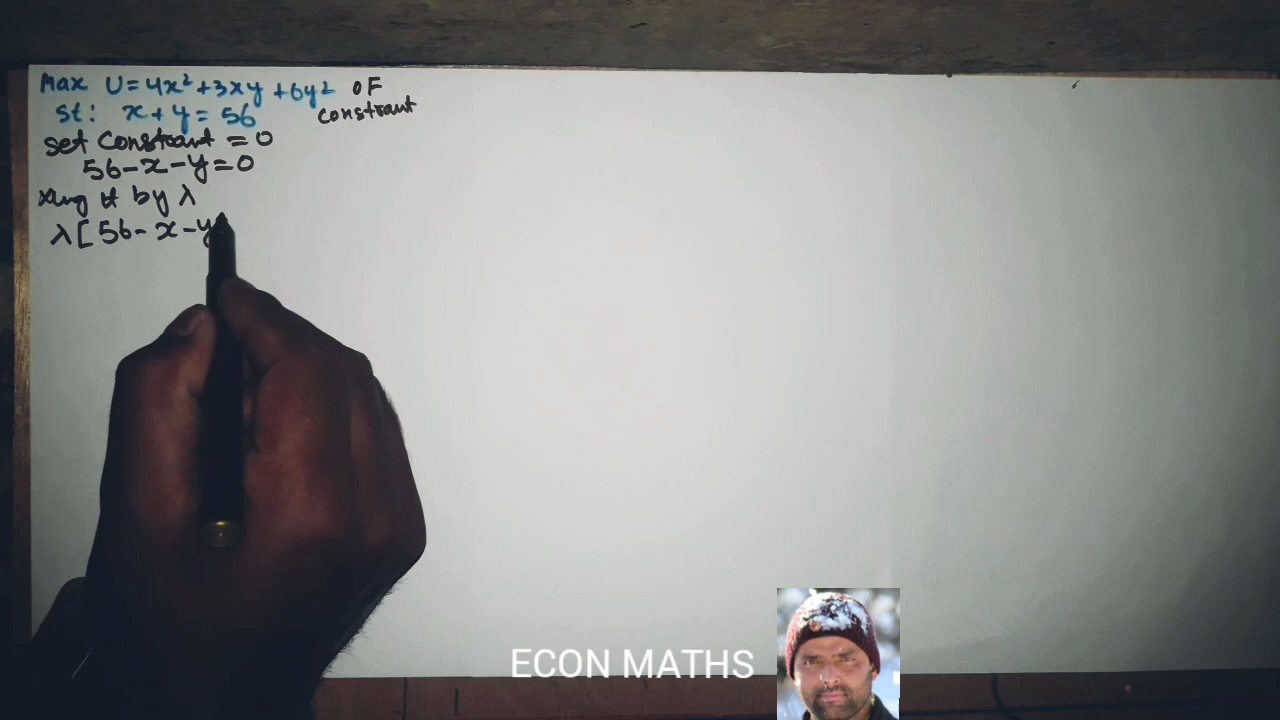 Max U=4x²+3xy+6y² OF
st: x+y=56 constraint
set Constraint = 0
56-x-y=0
xing it by λ
λ[56-x-y
ECON MATHS